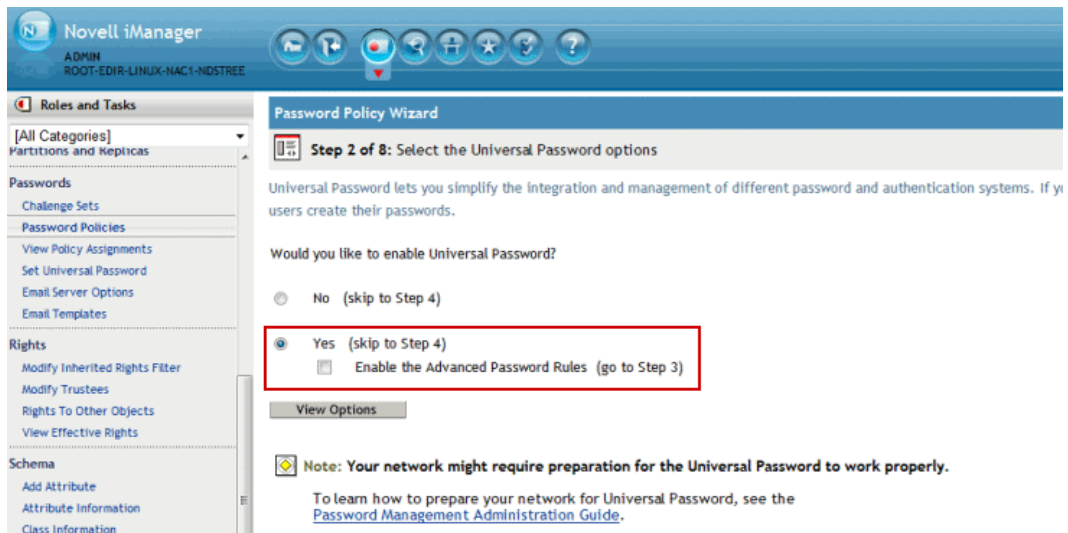 Novell iManager
ADMIN
ROOT-EDIR-LINUX-NAC1-NDSTREE
Roles and Tasks
[All Categories]
Partitions and Replicas
Passwords
Challenge Sets
Password Policies
View Policy Assignments
Set Universal Password
Email Server Options
Email Templates
Rights
Modify Inherited Rights Filter
Modify Trustees
Rights To Other Objects
View Effective Rights
Schema
Add Attribute
Attribute Information
Class Information
Password Policy Wizard
Step 2 of 8: Select the Universal Password options
Universal Password lets you simplify the integration and management of different password and authentication systems. If
users create their passwords.
Would you like to enable Universal Password?
No (skip to Step 4)
Yes (skip to Step 4)
Enable the Advanced Password Rules (go to Step 3)
View Options
Note: Your network might require preparation for the Universal Password to work properly.
To learn how to prepare your network for Universal Password, see the
Password Management Administration Guide.